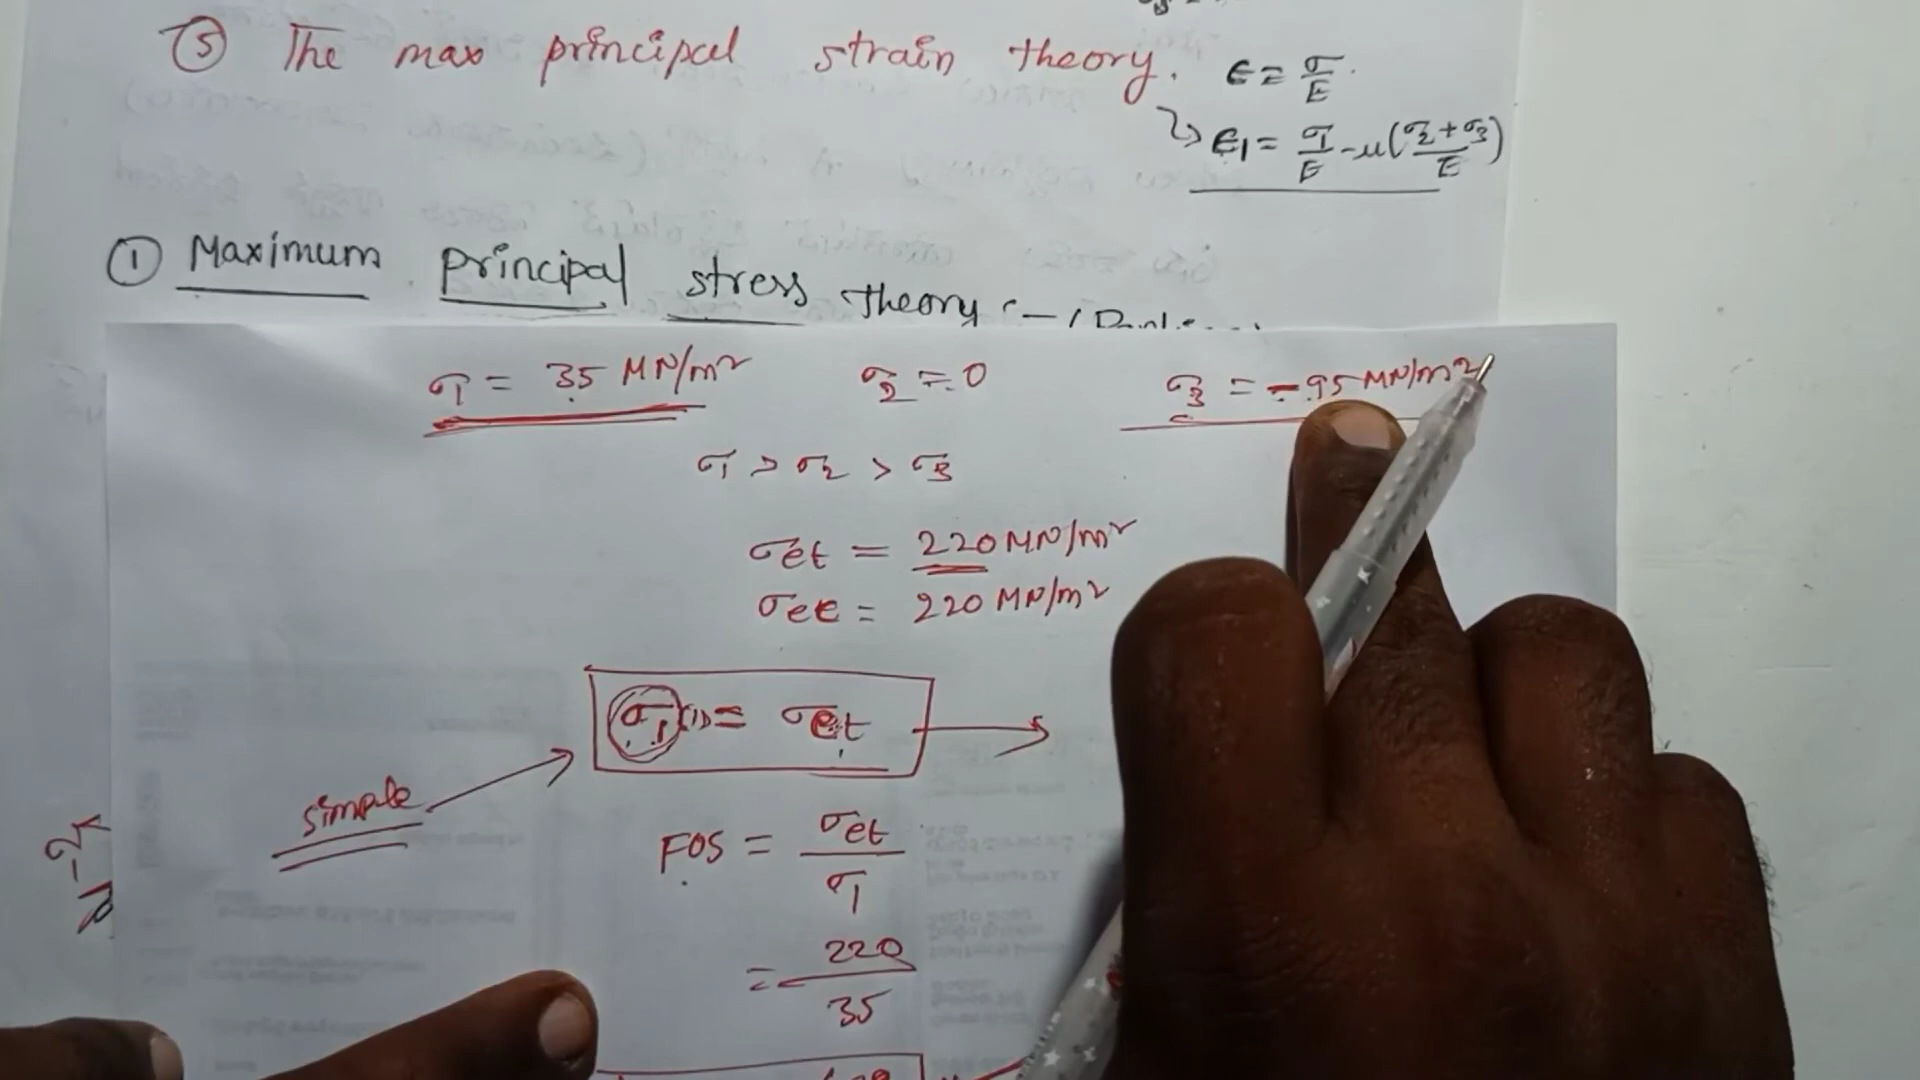 ⑤ The max principal strain theory. ϵ = σ/E
ϵ1 = σ1/E - μ(σ2+σ3/E)
① Maximum principal stress theory :-
σ1 = 35 MN/m² σ2 = 0 σ3 = -95 MN/m²
σ1 > σ2 > σ3
σet = 220 MN/m²
σec = 220 MN/m²
σ1 (1) = σet
simple
FOS = σet/σ1
= 220/35